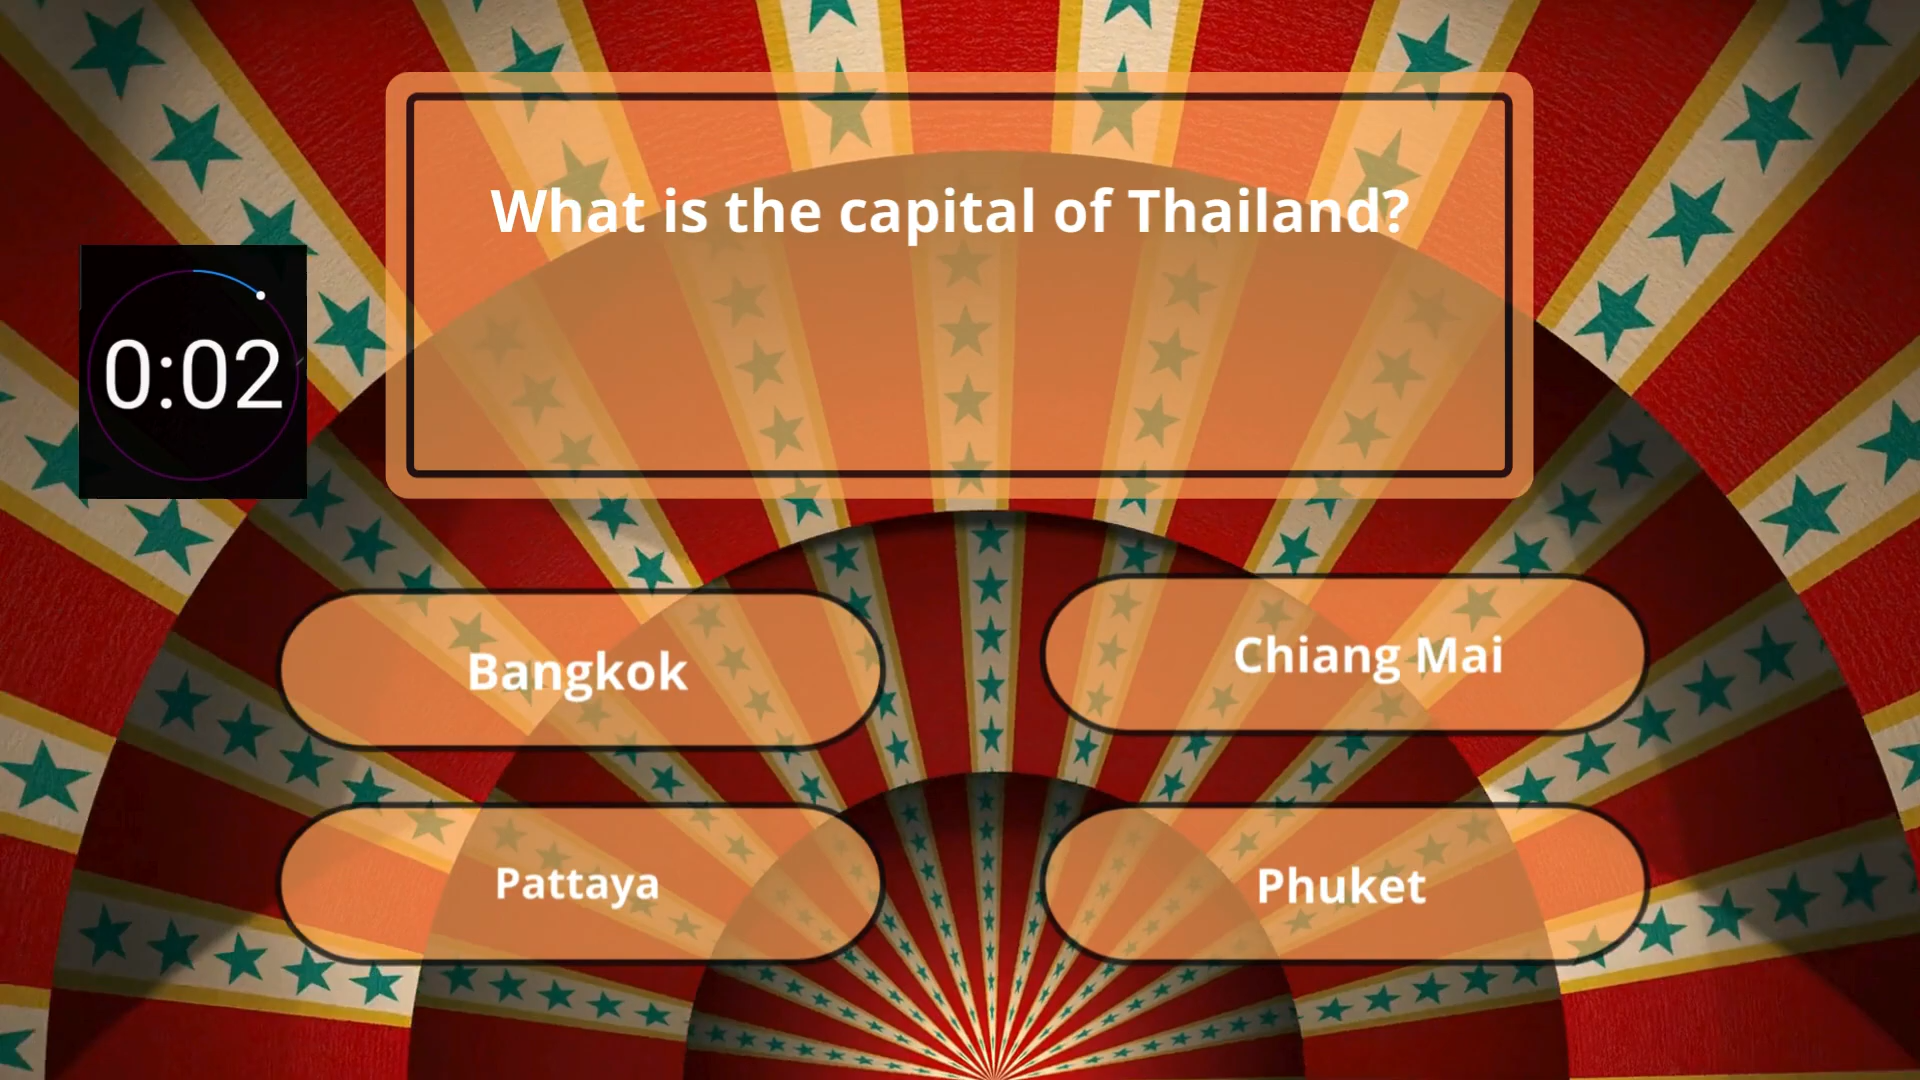 What is the capital of Thailand?
0:02
Bangkok
Chiang Mai
Pattaya
Phuket